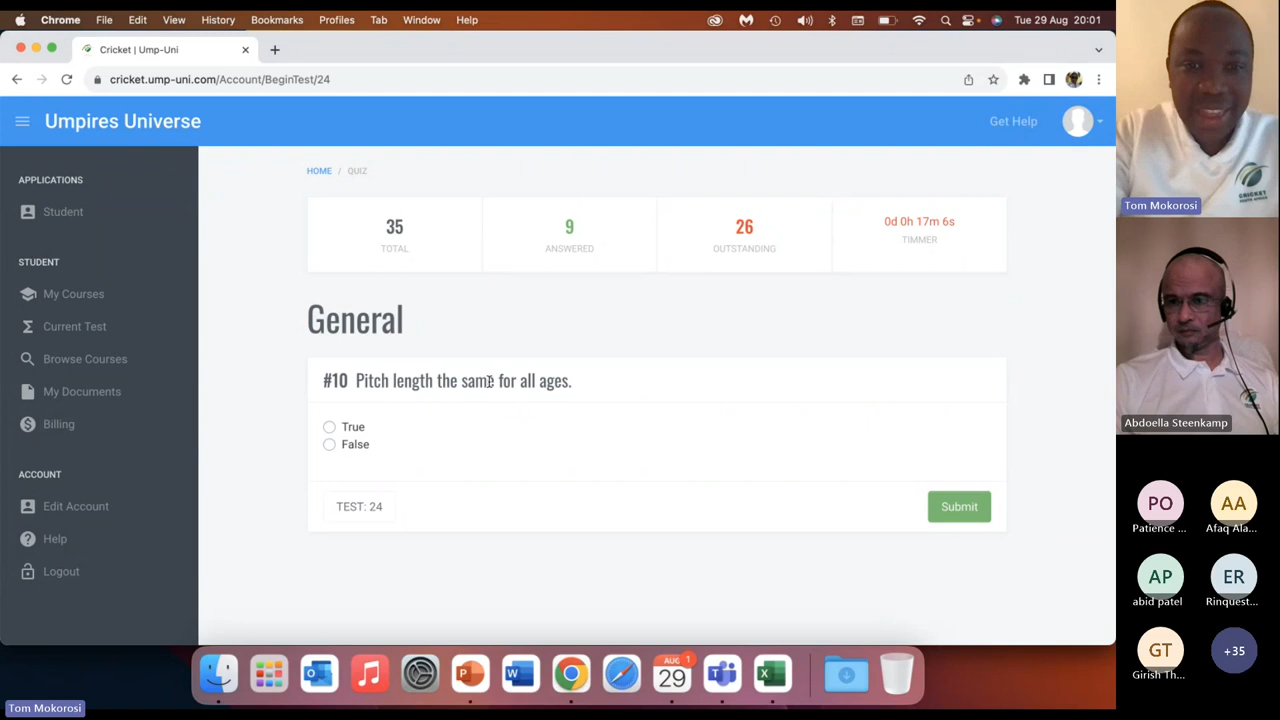 Chrome File Edit View History Bookmarks Profiles Tab Window Help Tue 29 Aug 20:01
Cricket | Ump-Uni
cricket.ump-uni.com/Account/BeginTest/24
Umpires Universe
Get Help
APPLICATIONS
Student
STUDENT
My Courses
Current Test
Browse Courses
My Documents
Billing
ACCOUNT
Edit Account
Help
Logout
HOME / QUIZ
35 9 26 0d 0h 17m 6s
TOTAL ANSWERED OUTSTANDING TIMMER
General
#10 Pitch length the same for all ages.
True
False
TEST: 24
Submit
AUG 1
29
Tom Mokorosi
Tom Mokorosi
Abdoella Steenkamp
PO AA
Patience ... Afaq Ala...
AP ER
abid patel Rinquest...
GT +35
Girish Th...